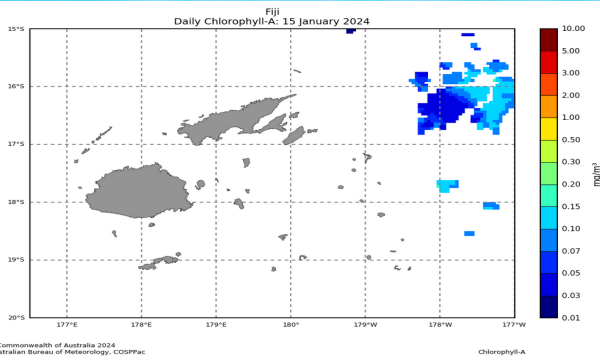 Fiji
Daily Chlorophyll-A: 15 January 2024
15°S
16°S
17°S
18°S
19°S
20°S
177°E
178°E
179°E
180°
179°W
178°W
177°W
10.00
5.00
3.00
2.00
1.00
0.50
0.30
0.20
0.15
0.10
0.07
0.05
0.03
0.01
mg/m³
Commonwealth of Australia 2024
stralian Bureau of Meteorology, COSPPac
Chlorophyll-A